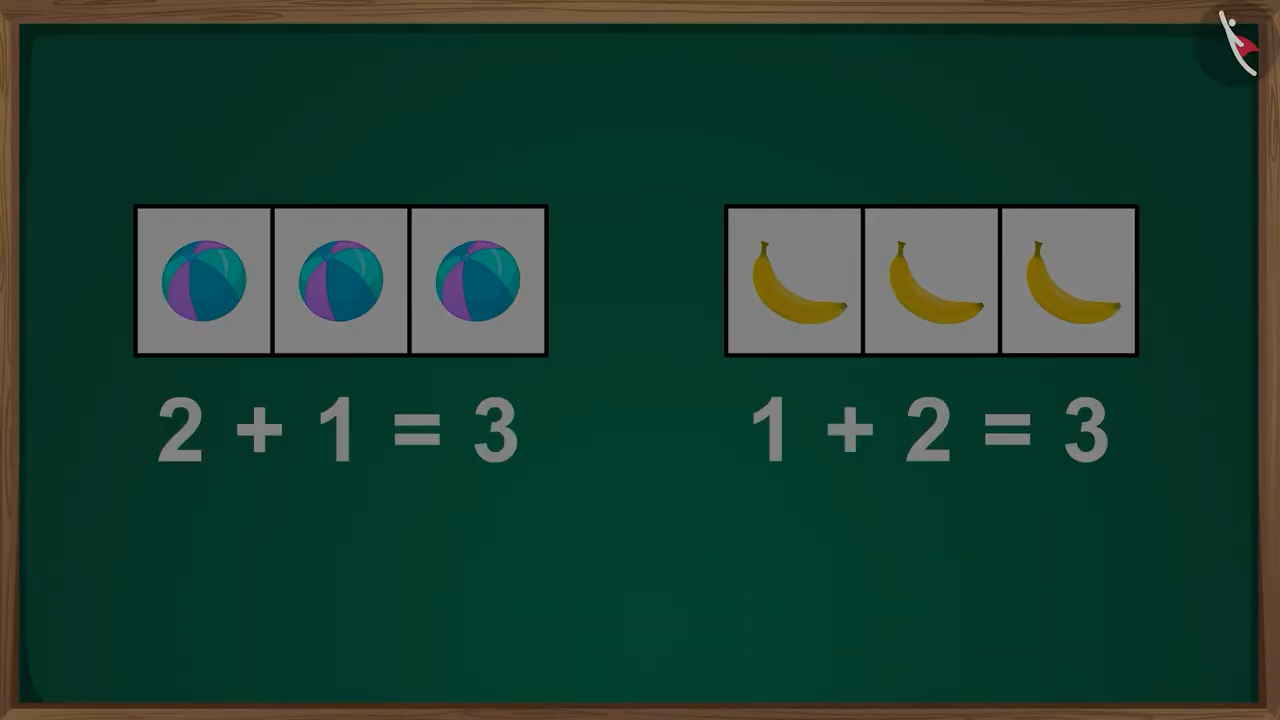 2 + 1 = 3
1 + 2 = 3